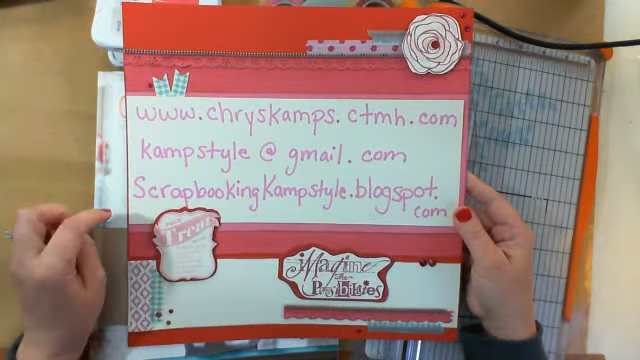 www.chryskamps.ctmh.com
kampstyle @ gmail.com
ScrapbookingKampstyle.blogspot.
com
Treat
iMagine
the
Possibilities